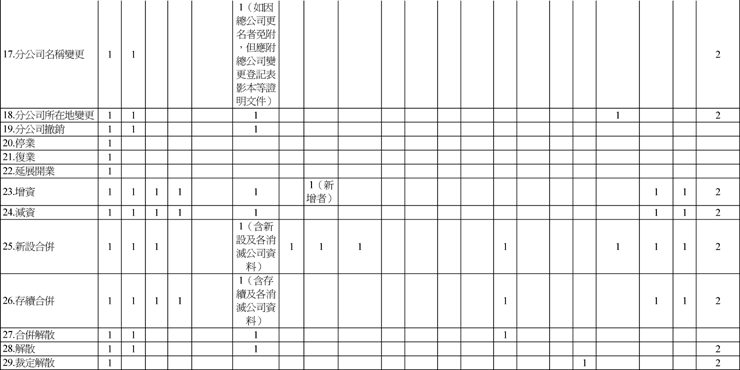 1（如因
總公司更
名者免附
，但應附
總公司變
更登記表
影本等證
明文件）
17.分公司名稱變更 1 1 2
18.分公司所在地變更 1 1 1 1 2
19.分公司撤銷 1 1 1
20.停業 1
21.復業 1
22.延展開業 1
1（新
23.增資 1 1 1 1 1 1 1 2
增者）
24.減資 1 1 1 1 1 1 1 2
1（含新
設及各消
25.新設合併 1 1 1 1 1 1 1 1 1 1 2
滅公司資
料）
1（含存
續及各消
26.存續合併 1 1 1 1 1 1 1 2
滅公司資
料）
27.合併解散 1 1 1 1
28.解散 1 1 1 2
29.裁定解散 1 1 2